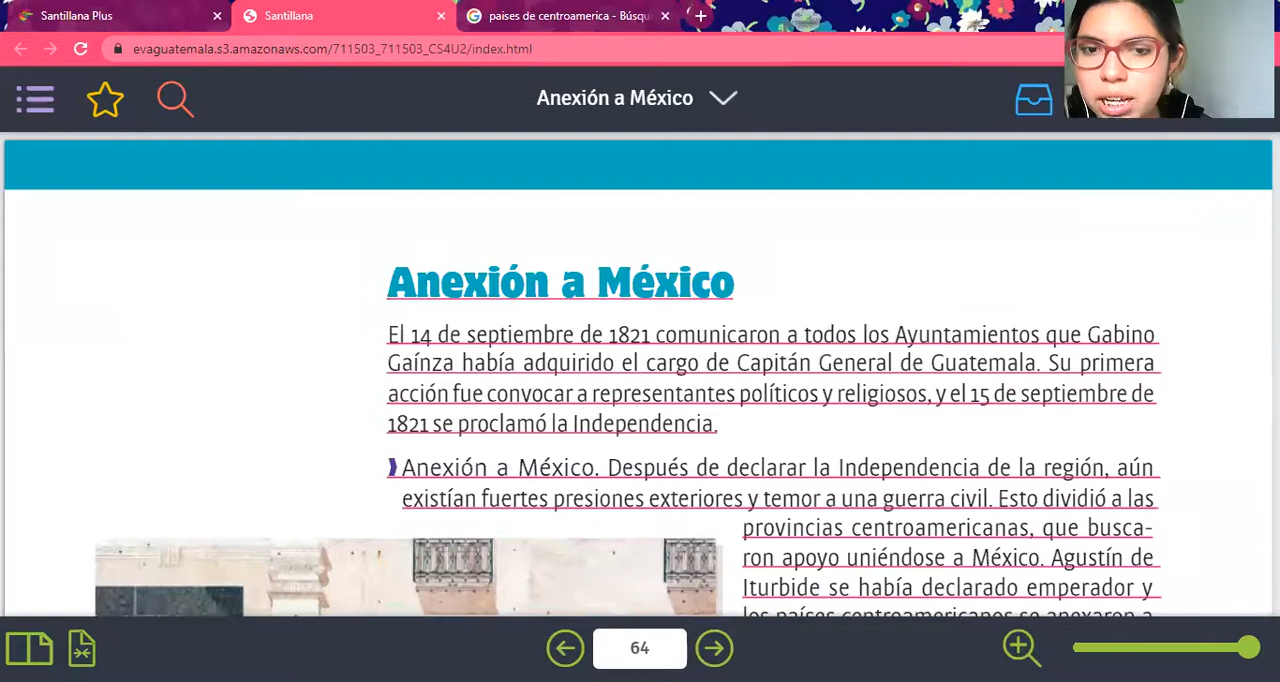 Santillana Plus
Santillana
paises de centroamerica - Búsqu
evaguatemala.s3.amazonaws.com/711503_711503_CS4U2/index.html
Anexión a México
Anexión a México
El 14 de septiembre de 1821 comunicaron a todos los Ayuntamientos que Gabino
Gaínza había adquirido el cargo de Capitán General de Guatemala. Su primera
acción fue convocar a representantes políticos y religiosos, y el 15 de septiembre de
1821 se proclamó la Independencia.
Anexión a México. Después de declarar la Independencia de la región, aún
existían fuertes presiones exteriores y temor a una guerra civil. Esto dividió a las
provincias centroamericanas, que busca-
ron apoyo uniéndose a México. Agustín de
Iturbide se había declarado emperador y
los países centroamericanos se anexaron a
64